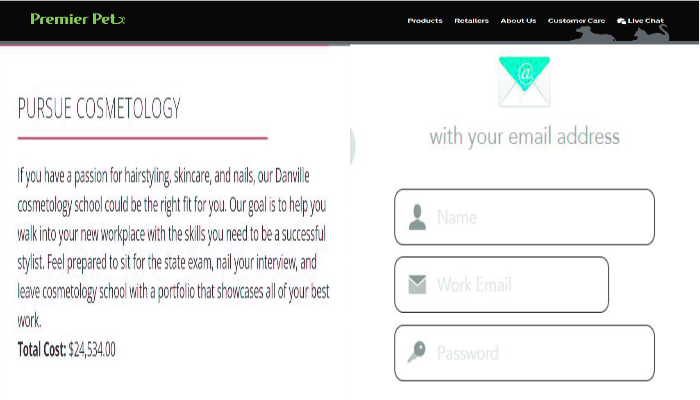 Premier Pet
Products Retailers About Us Customer Care Live Chat
PURSUE COSMETOLOGY
If you have a passion for hairstyling, skincare, and nails, our Danville
cosmetology school could be the right fit for you. Our goal is to help you
walk into your new workplace with the skills you need to be a successful
stylist. Feel prepared to sit for the state exam, nail your interview, and
leave cosmetology school with a portfolio that showcases all of your best
work.
Total Cost: $24,534.00
@
with your email address
Name
Work Email
Password